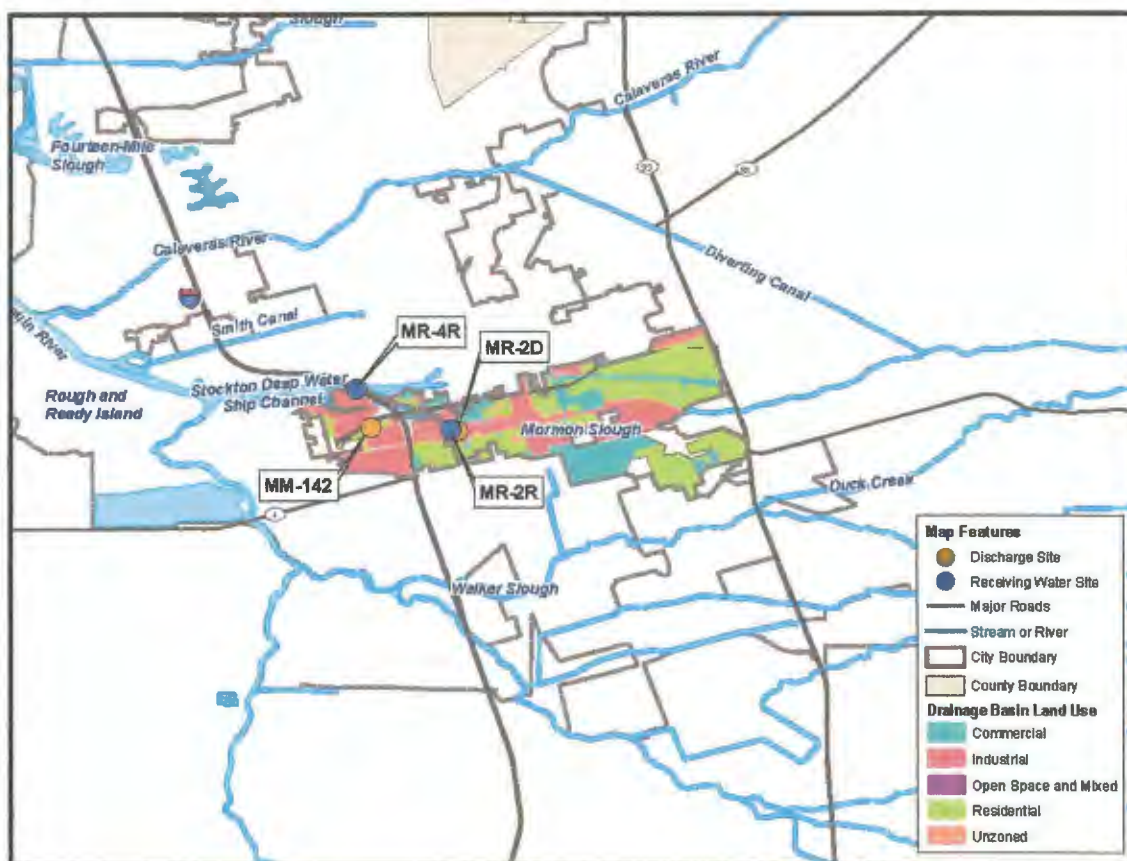 Slough
Calaveras River
Fourteen-Mile
Slough
Calaveras River
Diverting Canal
Smith Canal
MR-4R
MR-2D
Rough and
Ready Island
Stockton Deep Water
Ship Channel
Mormon Slough
MM-142
MR-2R
Duck Creek
4
Walker Slough
Map Features
Discharge Site
Receiving Water Site
Major Roads
Stream or River
City Boundary
County Boundary
Drainage Basin Land Use
Commercial
Industrial
Open Space and Mixed
Residential
Unzoned